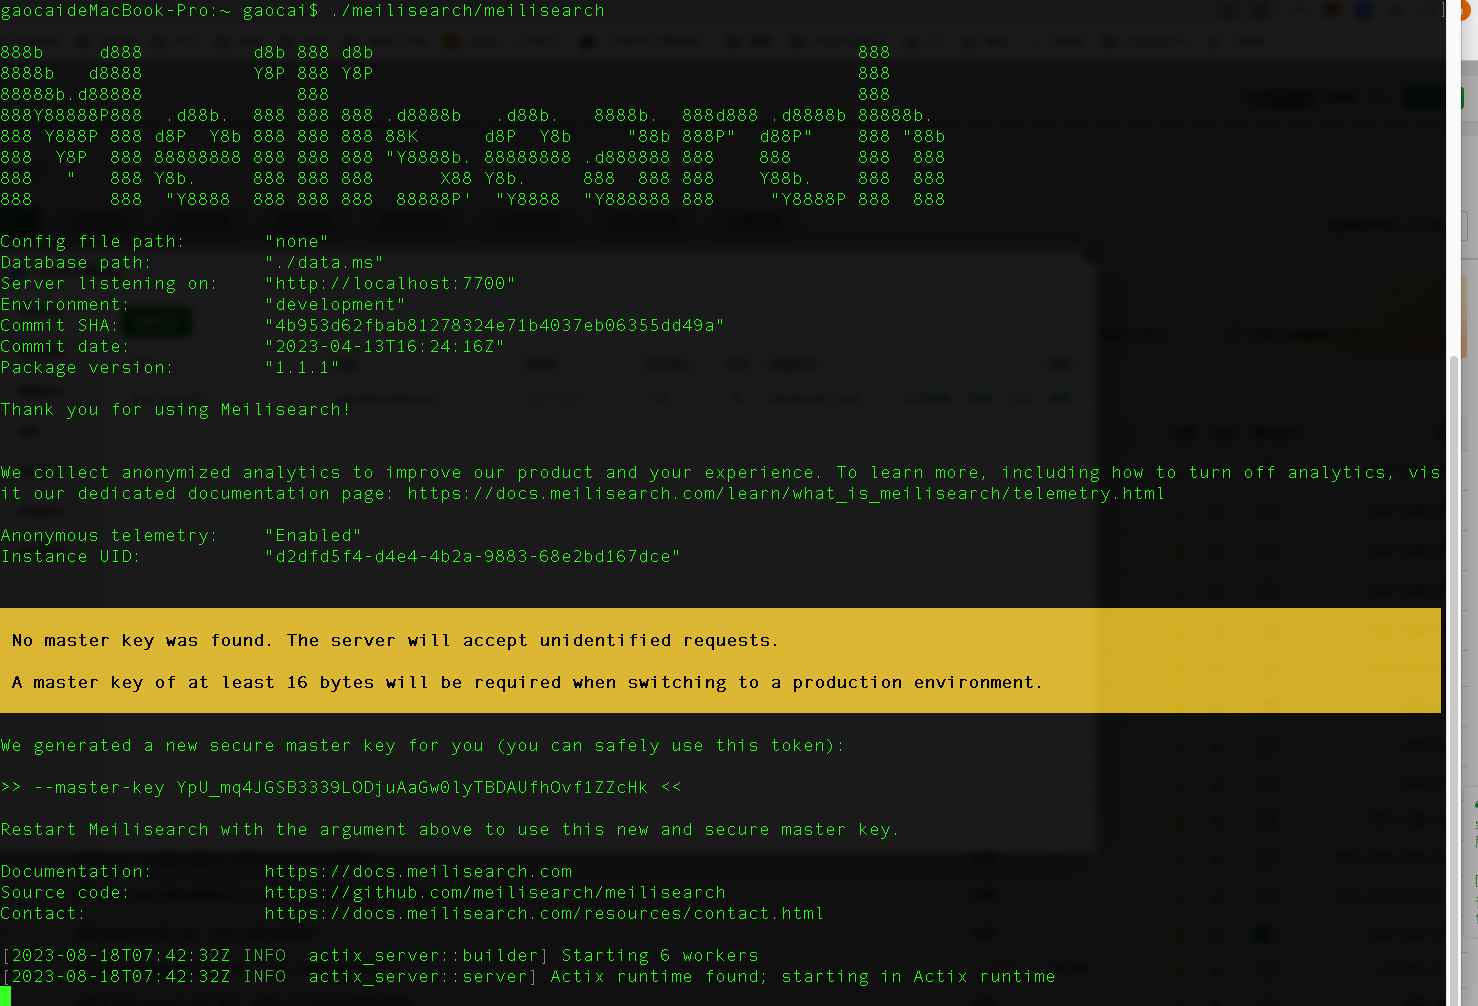 gaocaideMacBook-Pro:~ gaocai$ ./meilisearch/meilisearch
888b     d888          d8b 888 d8b                                            888
8888b   d8888          Y8P 888 Y8P                                            888
88888b.d88888              888                                                888
888Y88888P888  .d88b.  888 888 888 .d8888b   .d88b.   8888b.  888d888 .d8888b 88888b.
888 Y888P 888 d8P  Y8b 888 888 888 88K      d8P  Y8b     "88b 888P"  d88P"    888 "88b
888  Y8P  888 88888888 888 888 888 "Y8888b. 88888888 .d888888 888    888      888  888
888   "   888 Y8b.     888 888 888      X88 Y8b.     888  888 888    Y88b.    888  888
888       888  "Y8888  888 888 888  88888P'  "Y8888  "Y888888 888     "Y8888P 888  888
Config file path:       "none"
Database path:          "./data.ms"
Server listening on:    "http://localhost:7700"
Environment:            "development"
Commit SHA:             "4b953d62fbab81278324e71b4037eb06355dd49a"
Commit date:            "2023-04-13T16:24:16Z"
Package version:        "1.1.1"
Thank you for using Meilisearch!
We collect anonymized analytics to improve our product and your experience. To learn more, including how to turn off analytics, vis
it our dedicated documentation page: https://docs.meilisearch.com/learn/what_is_meilisearch/telemetry.html
Anonymous telemetry:    "Enabled"
Instance UID:           "d2dfd5f4-d4e4-4b2a-9883-68e2bd167dce"
No master key was found. The server will accept unidentified requests.
A master key of at least 16 bytes will be required when switching to a production environment.
We generated a new secure master key for you (you can safely use this token):
>> --master-key YpU_mq4JGSB3339LODjuAaGw0lyTBDAUfhOvf1ZZcHk <<
Restart Meilisearch with the argument above to use this new and secure master key.
Documentation:          https://docs.meilisearch.com
Source code:            https://github.com/meilisearch/meilisearch
Contact:                https://docs.meilisearch.com/resources/contact.html
[2023-08-18T07:42:32Z INFO  actix_server::builder] Starting 6 workers
[2023-08-18T07:42:32Z INFO  actix_server::server] Actix runtime found; starting in Actix runtime